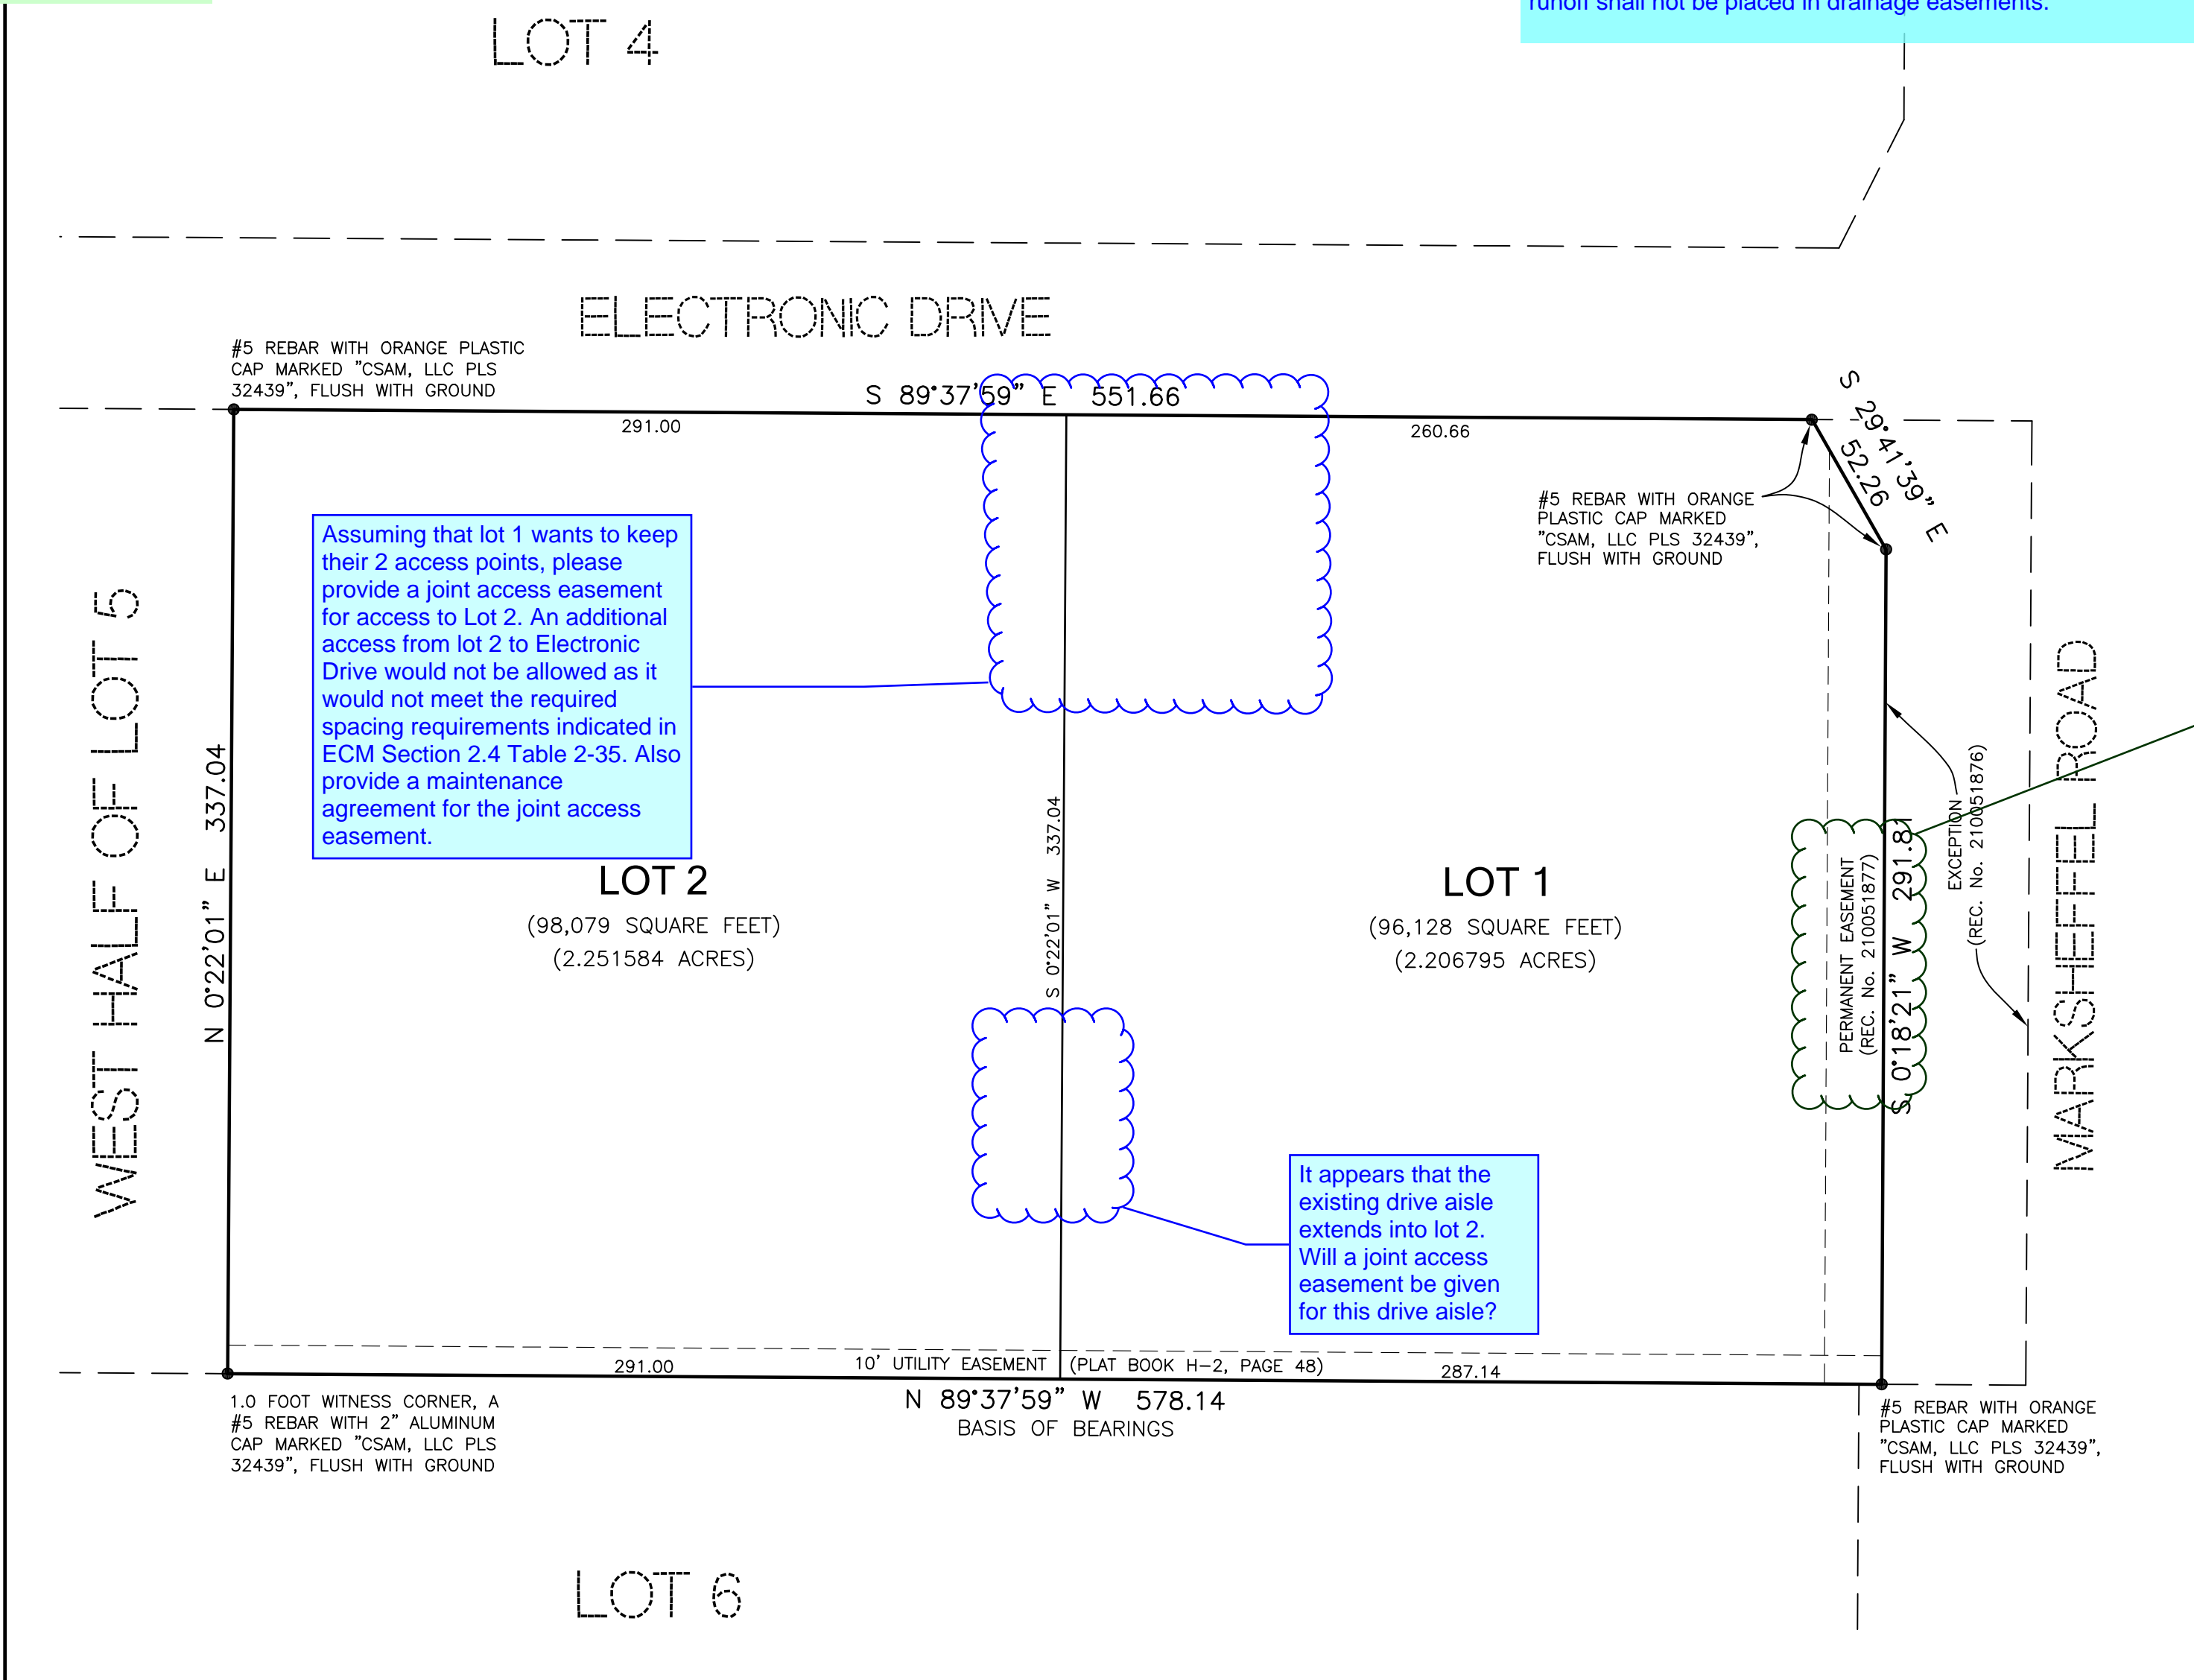 runoff shall not be placed in drainage easements.
LOT 4
ELECTRONIC DRIVE
#5 REBAR WITH ORANGE PLASTIC
CAP MARKED "CSAM, LLC PLS
32439", FLUSH WITH GROUND
S 89°37'59" E 551.66
291.00
260.66
S 29°41'39" E
52.26
#5 REBAR WITH ORANGE
PLASTIC CAP MARKED
"CSAM, LLC PLS 32439",
FLUSH WITH GROUND
Assuming that lot 1 wants to keep
their 2 access points, please
provide a joint access easement
for access to Lot 2. An additional
access from lot 2 to Electronic
Drive would not be allowed as it
would not meet the required
spacing requirements indicated in
ECM Section 2.4 Table 2-35. Also
provide a maintenance
agreement for the joint access
easement.
WEST HALF OF LOT 5
N 0°22'01" E 337.04
LOT 2
(98,079 SQUARE FEET)
(2.251584 ACRES)
S 0°22'01" W 337.04
LOT 1
(96,128 SQUARE FEET)
(2.206795 ACRES)
PERMANENT EASEMENT
(REC. No. 210051877)
S 0°18'21" W 291.81
EXCEPTION
(REC. No. 210051876)
MARKSHEFFEL ROAD
It appears that the
existing drive aisle
extends into lot 2.
Will a joint access
easement be given
for this drive aisle?
291.00
10' UTILITY EASEMENT (PLAT BOOK H-2, PAGE 48)
287.14
N 89°37'59" W 578.14
BASIS OF BEARINGS
1.0 FOOT WITNESS CORNER, A
#5 REBAR WITH 2" ALUMINUM
CAP MARKED "CSAM, LLC PLS
32439", FLUSH WITH GROUND
#5 REBAR WITH ORANGE
PLASTIC CAP MARKED
"CSAM, LLC PLS 32439",
FLUSH WITH GROUND
LOT 6